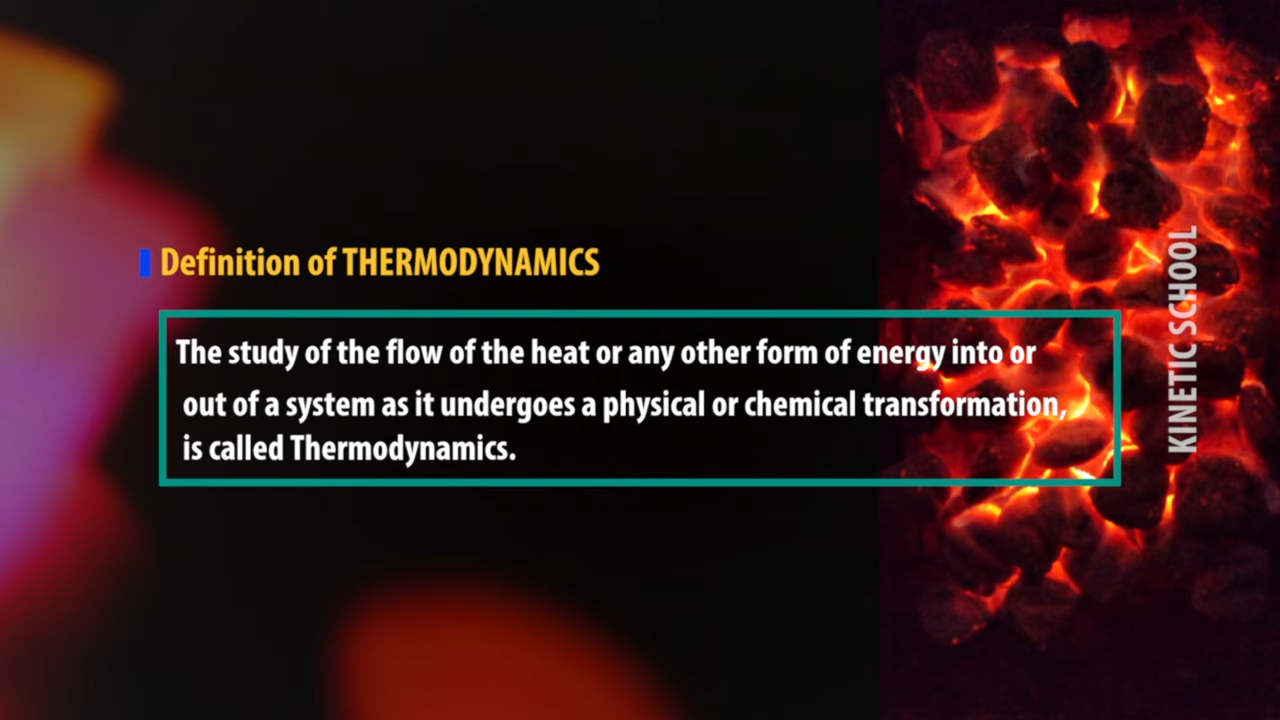 Definition of THERMODYNAMICS
The study of the flow of the heat or any other form of energy into or
out of a system as it undergoes a physical or chemical transformation,
is called Thermodynamics.
KINETIC SCHOOL